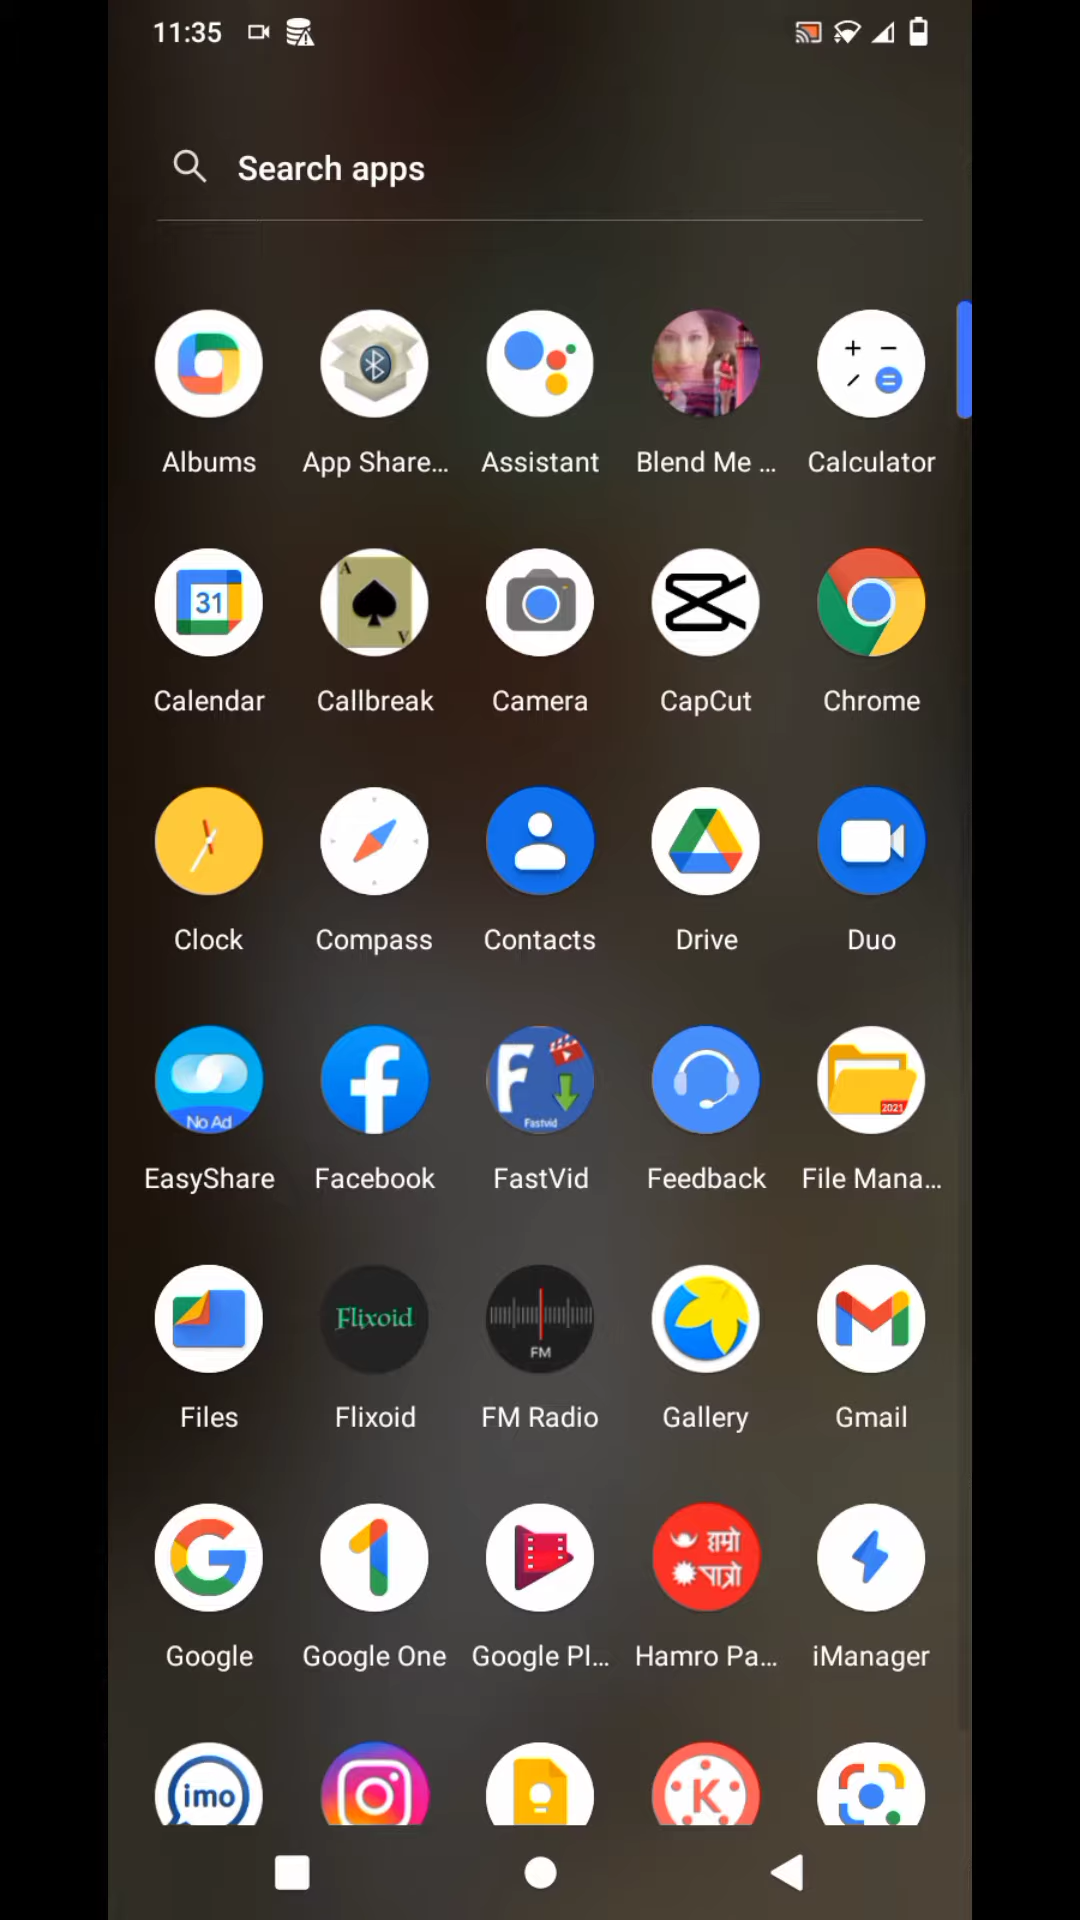 11:35
Search apps
Albums App Share... Assistant Blend Me ... Calculator
31
A
V
Calendar Callbreak Camera CapCut Chrome
Clock Compass Contacts Drive Duo
No Ad
F
Fastvid
2021
EasyShare Facebook FastVid Feedback File Mana...
Flixoid
FM
Files Flixoid FM Radio Gallery Gmail
हाम्रो
पात्रो
Google Google One Google Pl... Hamro Pa... iManager
imo
K